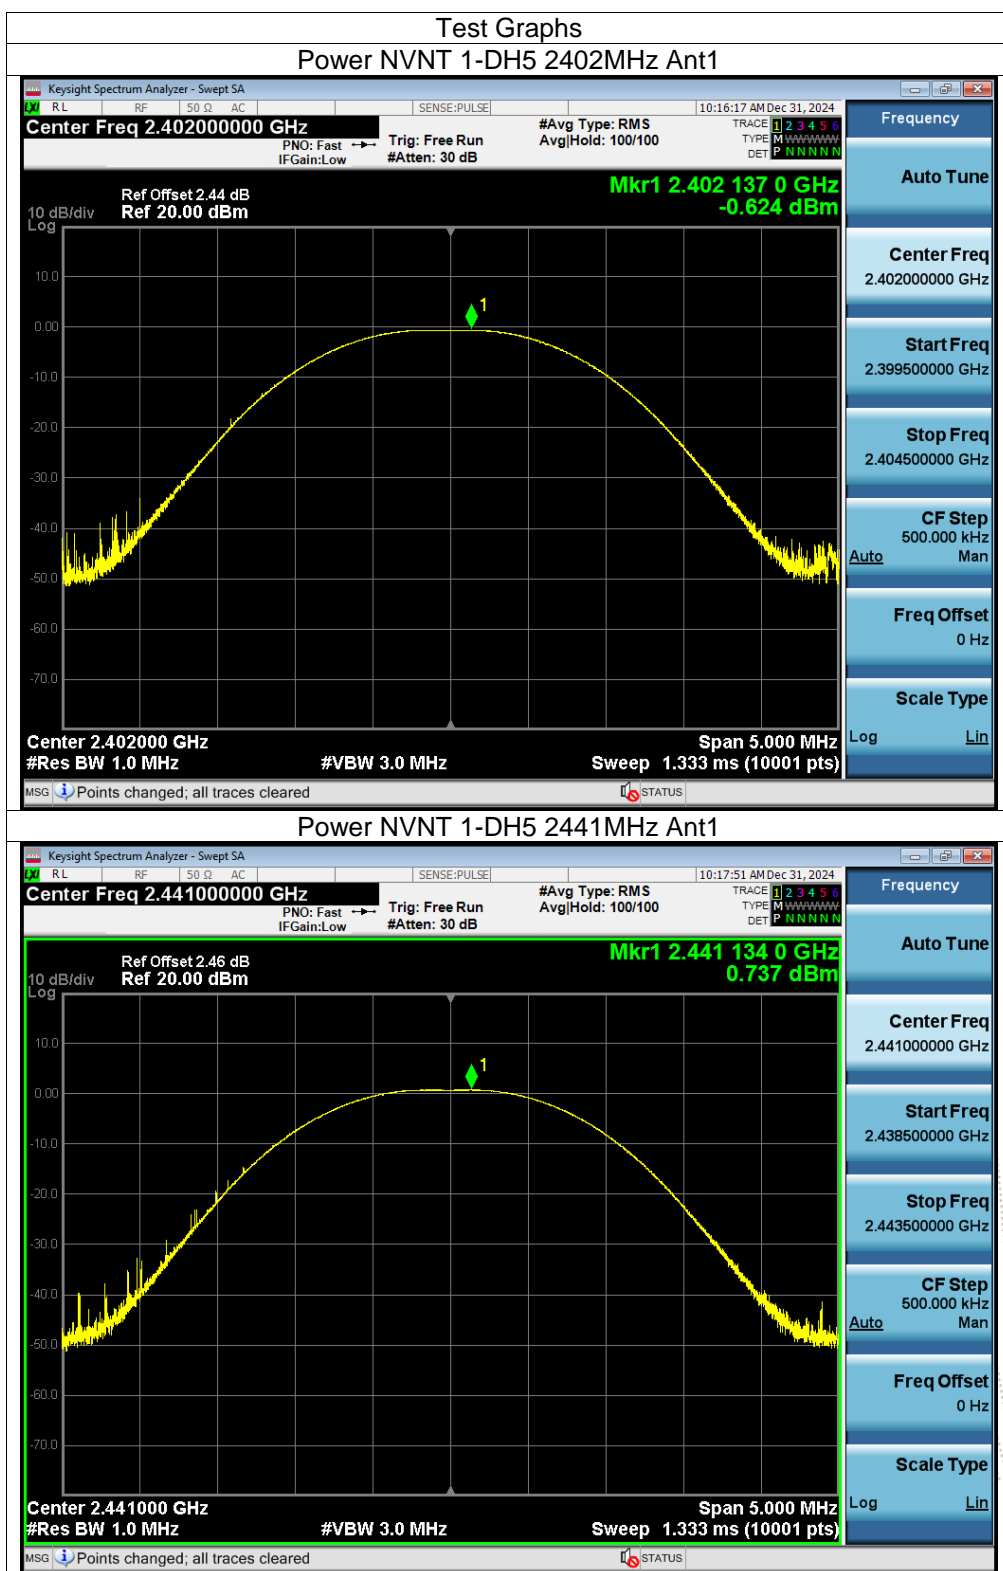 Test Graphs
Power NVNT 1-DH5 2402MHz Ant1
Keysight Spectrum Analyzer - Swept SA
LXI RL RF 50 Ω AC SENSE:PULSE 10:16:17 AM Dec 31, 2024
Center Freq 2.402000000 GHz #Avg Type: RMS TRACE 1 2 3 4 5 6 Frequency
PNO: Fast Trig: Free Run Avg|Hold: 100/100 TYPE M WWWWW
IFGain:Low #Atten: 30 dB DET P N N N N N
Auto Tune
Ref Offset 2.44 dB Mkr1 2.402 137 0 GHz
10 dB/div Ref 20.00 dBm -0.624 dBm
Log
Center Freq
2.402000000 GHz
10.0
1
0.00
Start Freq
2.399500000 GHz
-10.0
-20.0
Stop Freq
2.404500000 GHz
-30.0
-40.0
CF Step
500.000 kHz
Auto Man
-50.0
-60.0
Freq Offset
0 Hz
-70.0
Scale Type
Log Lin
Center 2.402000 GHz Span 5.000 MHz
#Res BW 1.0 MHz #VBW 3.0 MHz Sweep 1.333 ms (10001 pts)
MSG Points changed; all traces cleared STATUS
Power NVNT 1-DH5 2441MHz Ant1
Keysight Spectrum Analyzer - Swept SA
LXI RL RF 50 Ω AC SENSE:PULSE 10:17:51 AM Dec 31, 2024
Center Freq 2.441000000 GHz #Avg Type: RMS TRACE 1 2 3 4 5 6 Frequency
PNO: Fast Trig: Free Run Avg|Hold: 100/100 TYPE M WWWWW
IFGain:Low #Atten: 30 dB DET P N N N N N
Auto Tune
Ref Offset 2.46 dB Mkr1 2.441 134 0 GHz
10 dB/div Ref 20.00 dBm 0.737 dBm
Log
Center Freq
2.441000000 GHz
10.0
1
0.00
Start Freq
2.438500000 GHz
-10.0
-20.0
Stop Freq
2.443500000 GHz
-30.0
-40.0
CF Step
500.000 kHz
Auto Man
-50.0
-60.0
Freq Offset
0 Hz
-70.0
Scale Type
Log Lin
Center 2.441000 GHz Span 5.000 MHz
#Res BW 1.0 MHz #VBW 3.0 MHz Sweep 1.333 ms (10001 pts)
MSG Points changed; all traces cleared STATUS